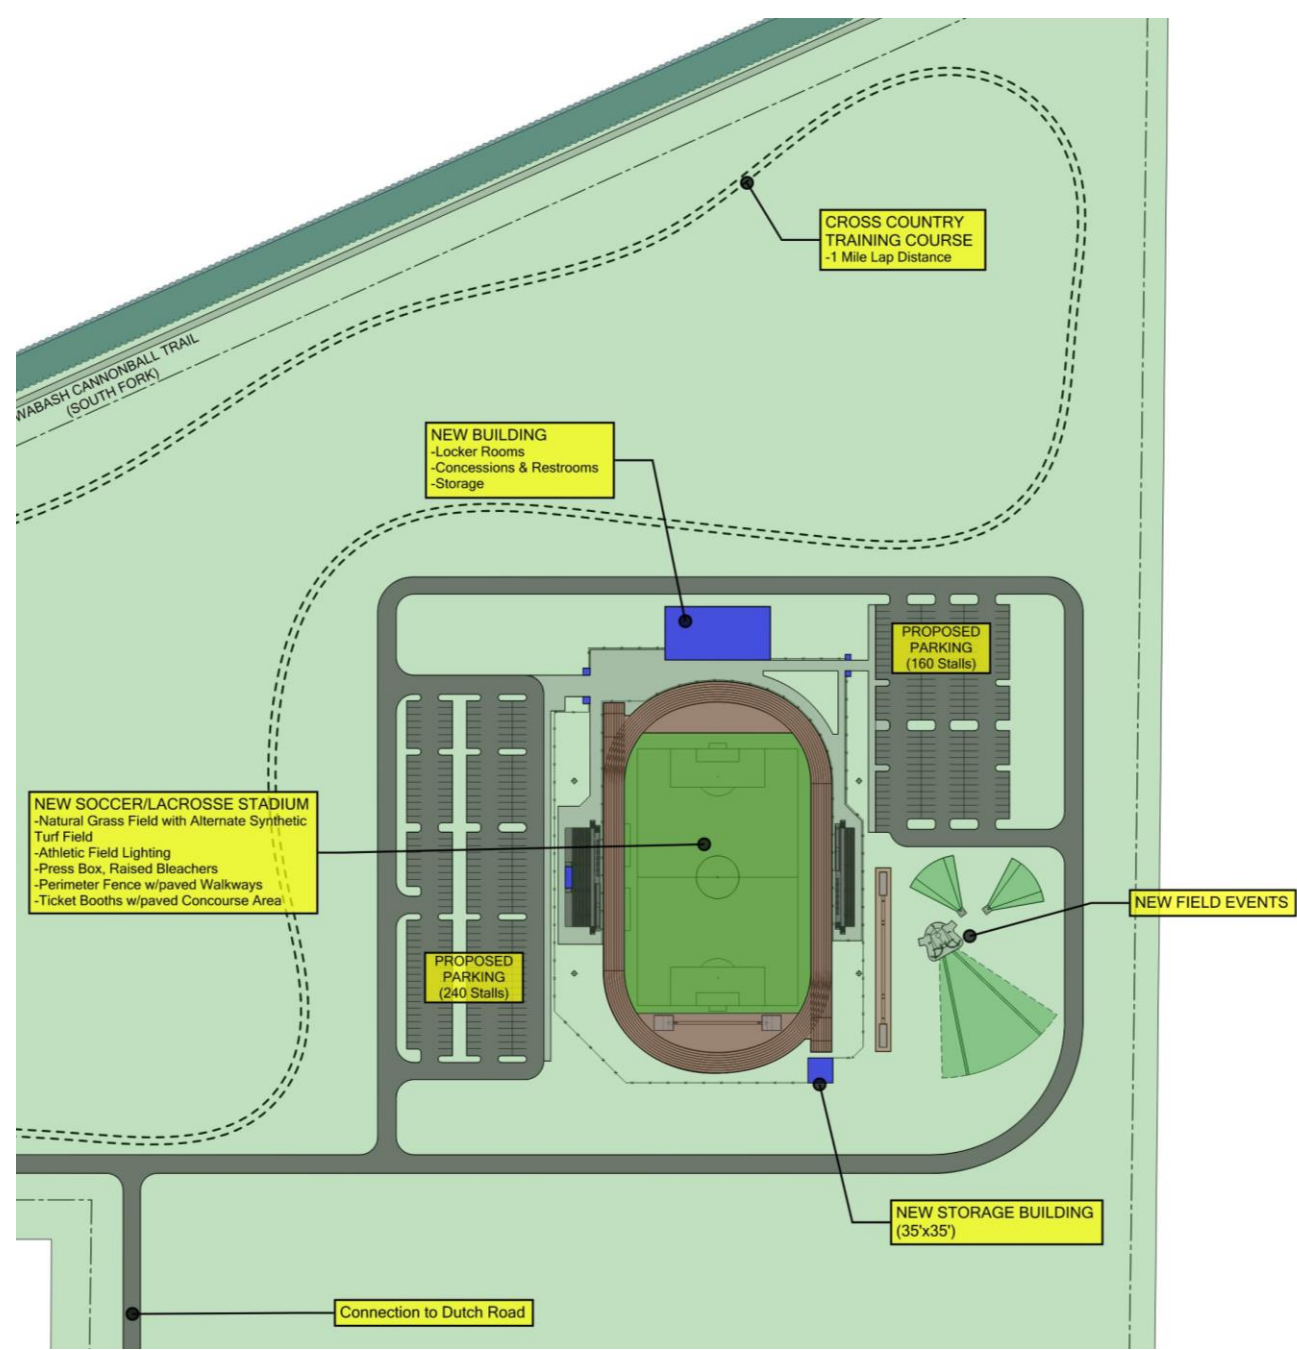 CROSS COUNTRY
TRAINING COURSE
-1 Mile Lap Distance
WABASH CANNONBALL TRAIL
(SOUTH FORK)
NEW BUILDING
-Locker Rooms
-Concessions & Restrooms
-Storage
PROPOSED
PARKING
(160 Stalls)
NEW SOCCER/LACROSSE STADIUM
-Natural Grass Field with Alternate Synthetic
Turf Field
-Athletic Field Lighting
-Press Box, Raised Bleachers
-Perimeter Fence w/paved Walkways
-Ticket Booths w/paved Concourse Area
NEW FIELD EVENTS
PROPOSED
PARKING
(240 Stalls)
NEW STORAGE BUILDING
(35'x35')
Connection to Dutch Road